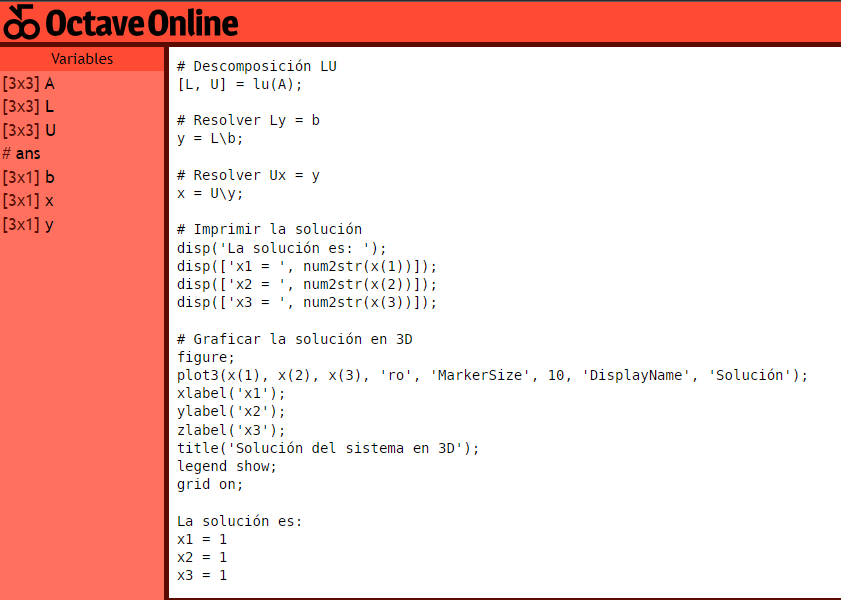 Octave Online
Variables
[3x3] A
[3x3] L
[3x3] U
# ans
[3x1] b
[3x1] x
[3x1] y
# Descomposición LU
[L, U] = lu(A);
# Resolver Ly = b
y = L\b;
# Resolver Ux = y
x = U\y;
# Imprimir la solución
disp('La solución es: ');
disp(['x1 = ', num2str(x(1))]);
disp(['x2 = ', num2str(x(2))]);
disp(['x3 = ', num2str(x(3))]);
# Graficar la solución en 3D
figure;
plot3(x(1), x(2), x(3), 'ro', 'MarkerSize', 10, 'DisplayName', 'Solución');
xlabel('x1');
ylabel('x2');
zlabel('x3');
title('Solución del sistema en 3D');
legend show;
grid on;
La solución es:
x1 = 1
x2 = 1
x3 = 1